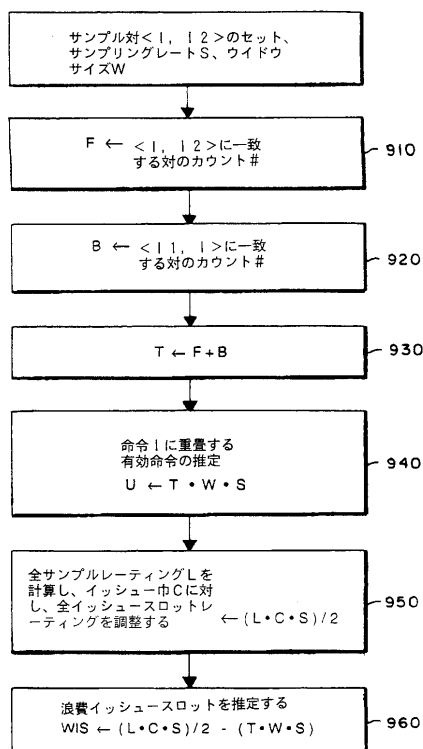 サンプル対<I, I2>のセット、
サンプリングレートS、ウイドウ
サイズW
F ← <I, I2>に一致
する対のカウント#
910
B ← <I1, I>に一致
する対のカウント#
920
T ← F+B
930
命令Iに重畳する
有効命令の推定
U ← T・W・S
940
全サンプルレーティングLを
計算し、イッシュー巾Cに対
し、全イッシュースロットレ
ーティングを調整する ← (L・C・S)/2
950
浪費イッシュースロットを推定する
WIS ← (L・C・S)/2 - (T・W・S)
960